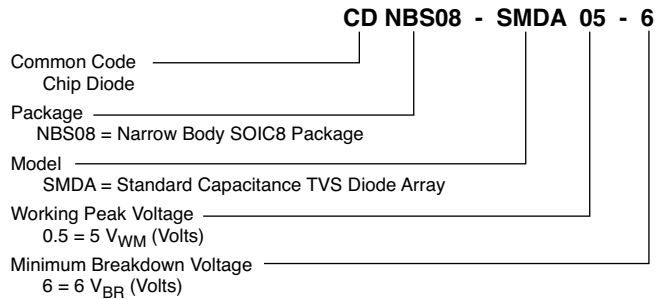 CD NBS08 - SMDA 05 - 6
Common Code
Chip Diode
Package
NBS08 = Narrow Body SOIC8 Package
Model
SMDA = Standard Capacitance TVS Diode Array
Working Peak Voltage
0.5 = 5 VWM (Volts)
Minimum Breakdown Voltage
6 = 6 VBR (Volts)